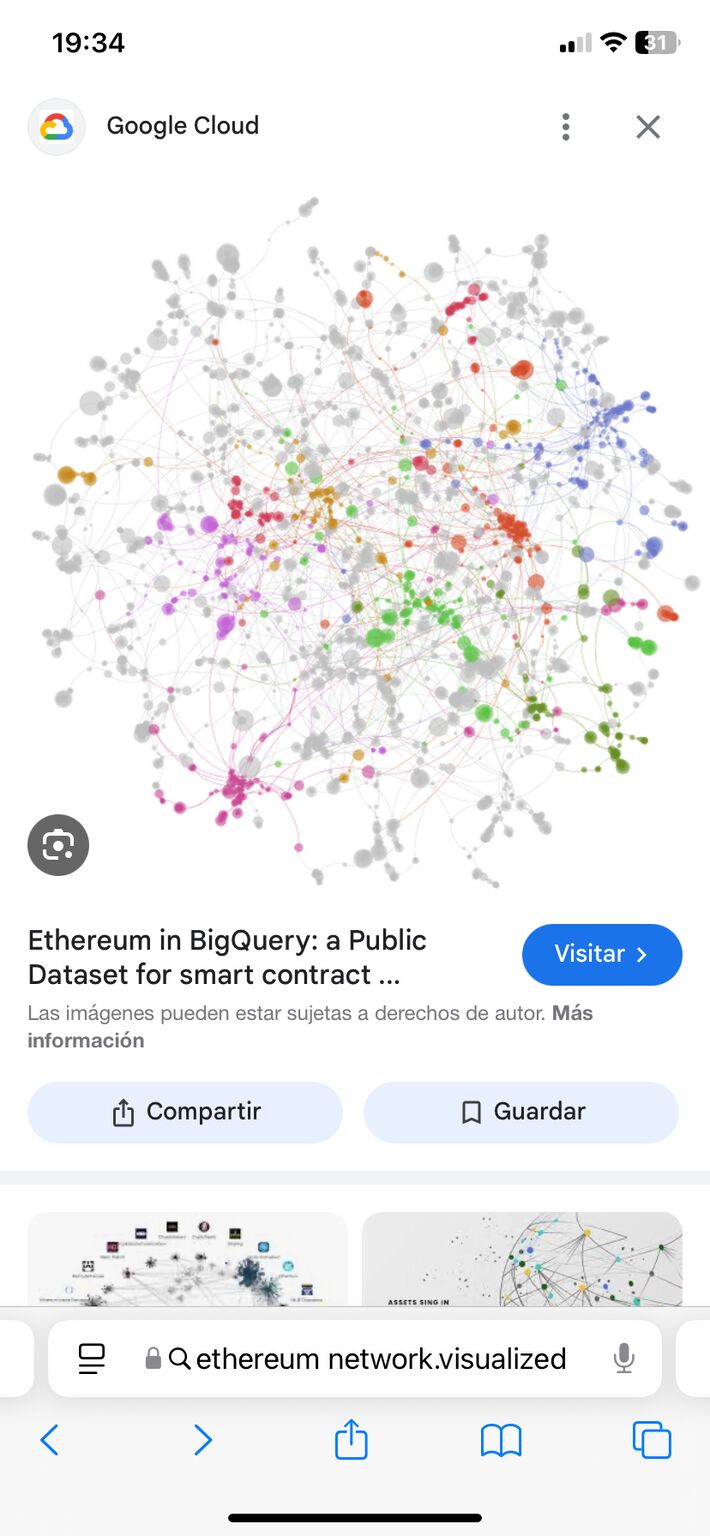 19:34
31
Google Cloud
Ethereum in BigQuery: a Public
Dataset for smart contract ...
Visitar
Las imágenes pueden estar sujetas a derechos de autor. Más
información
Compartir
Guardar
ASSETS SING IN
ethereum network.visualized